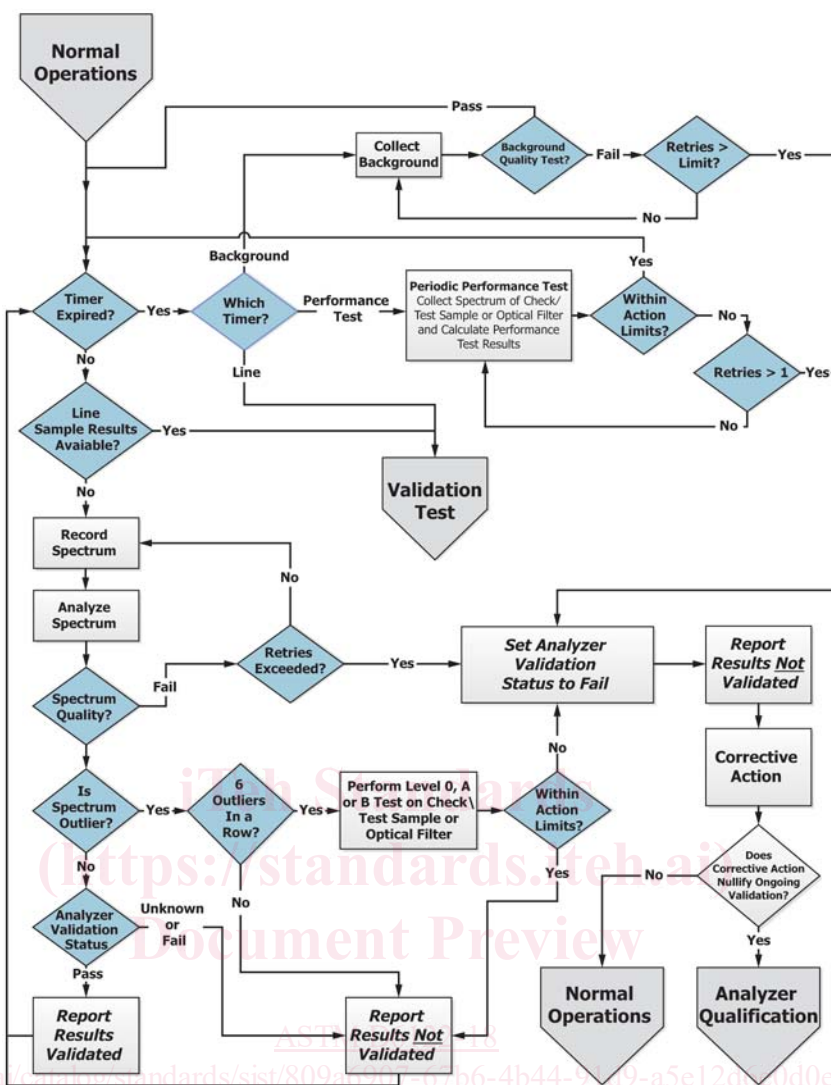 Normal
Operations
Pass
Collect
Background
Background
Quality Test?
Fail
Retries >
Limit?
Yes
No
Background
Yes
Timer
Expired?
Yes
Which
Timer?
Performance
Test
Periodic Performance Test
Collect Spectrum of Check/
Test Sample or Optical Filter
and Calculate Performance
Test Results
Within
Action
Limits?
No
Retries > 1
Yes
No
No
Line
Line
Sample Results
Avaiable?
Yes
Validation
Test
No
Record
Spectrum
No
Analyze
Spectrum
Retries
Exceeded?
Yes
Set Analyzer
Validation
Status to Fail
Report
Results Not
Validated
Fail
Spectrum
Quality?
No
Corrective
Action
Is
Spectrum
Outlier?
Yes
6
Outliers
In a
Row?
Yes
Perform Level 0, A
or B Test on Check\
Test Sample or
Optical Filter
Within
Action
Limits?
iTeh Standards
(https://standards.iteh.ai)
Document Preview
No
No
Yes
Does
Corrective Action
Nullify Ongoing
Validation?
No
Yes
Analyzer
Validation
Status
Unknown
or
Fail
Pass
Report
Results
Validated
Report
Results Not
Validated
Normal
Operations
Analyzer
Qualification